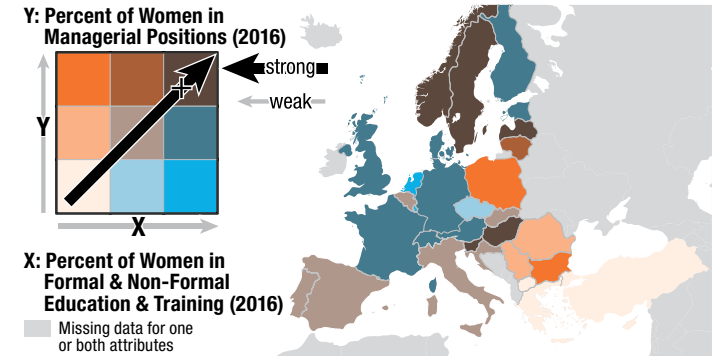 Y: Percent of Women in
Managerial Positions (2016)
strong
weak
Y
X
X: Percent of Women in
Formal & Non-Formal
Education & Training (2016)
Missing data for one
or both attributes